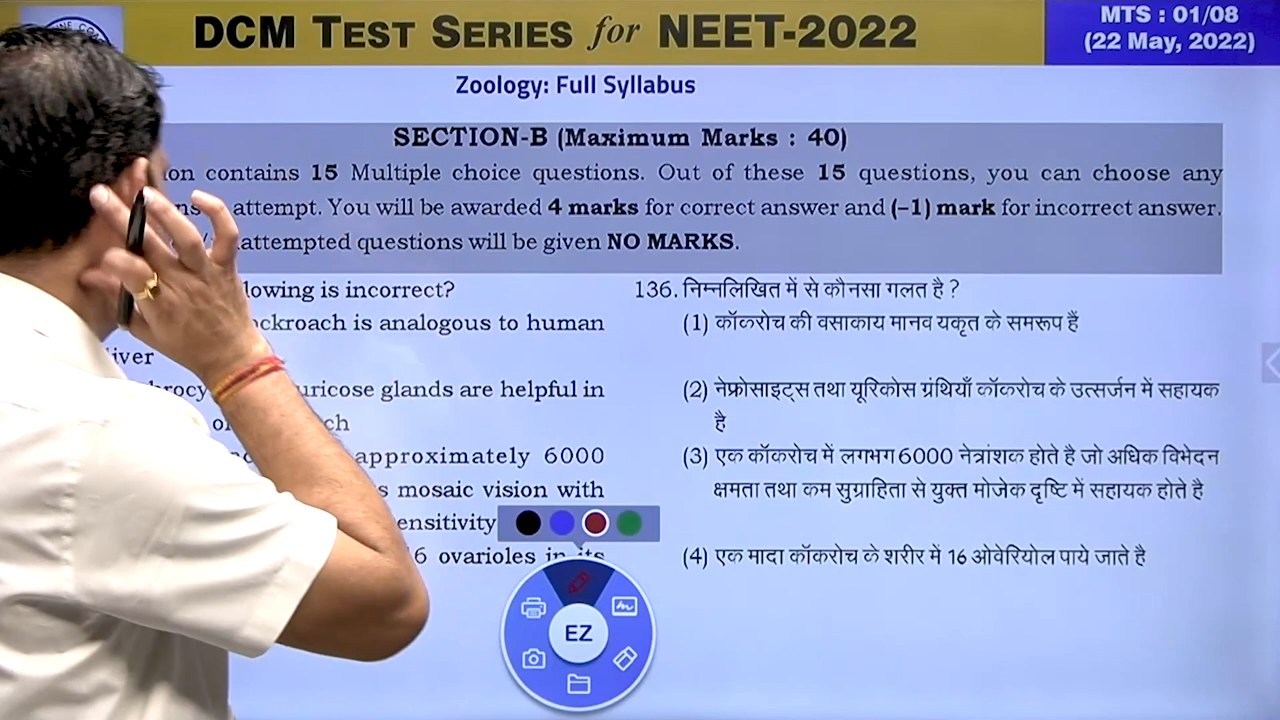 DCM TEST SERIES for NEET-2022
MTS : 01/08
(22 May, 2022)
Zoology: Full Syllabus
SECTION-B (Maximum Marks : 40)
contains 15 Multiple choice questions. Out of these 15 questions, you can choose any
attempt. You will be awarded 4 marks for correct answer and (–1) mark for incorrect answer.
attempted questions will be given NO MARKS.
is incorrect?
is analogous to human
iver
glands are helpful in
approximately 6000
mosaic vision with
ensitivity
6 ovarioles in its
136. निम्नलिखित में से कौनसा गलत है ?
(1) कॉकरोच की वसाकाय मानव यकृत के समरूप हैं
(2) नेफ्रोसाइट्स तथा यूरिकोस ग्रंथियाँ कॉकरोच के उत्सर्जन में सहायक
है
(3) एक कॉकरोच में लगभग 6000 नेत्रांशक होते है जो अधिक विभेदन
क्षमता तथा कम सुग्राहिता से युक्त मोजेक दृष्टि में सहायक होते है
(4) एक मादा कॉकरोच के शरीर में 16 ओवेरियोल पाये जाते है
EZ